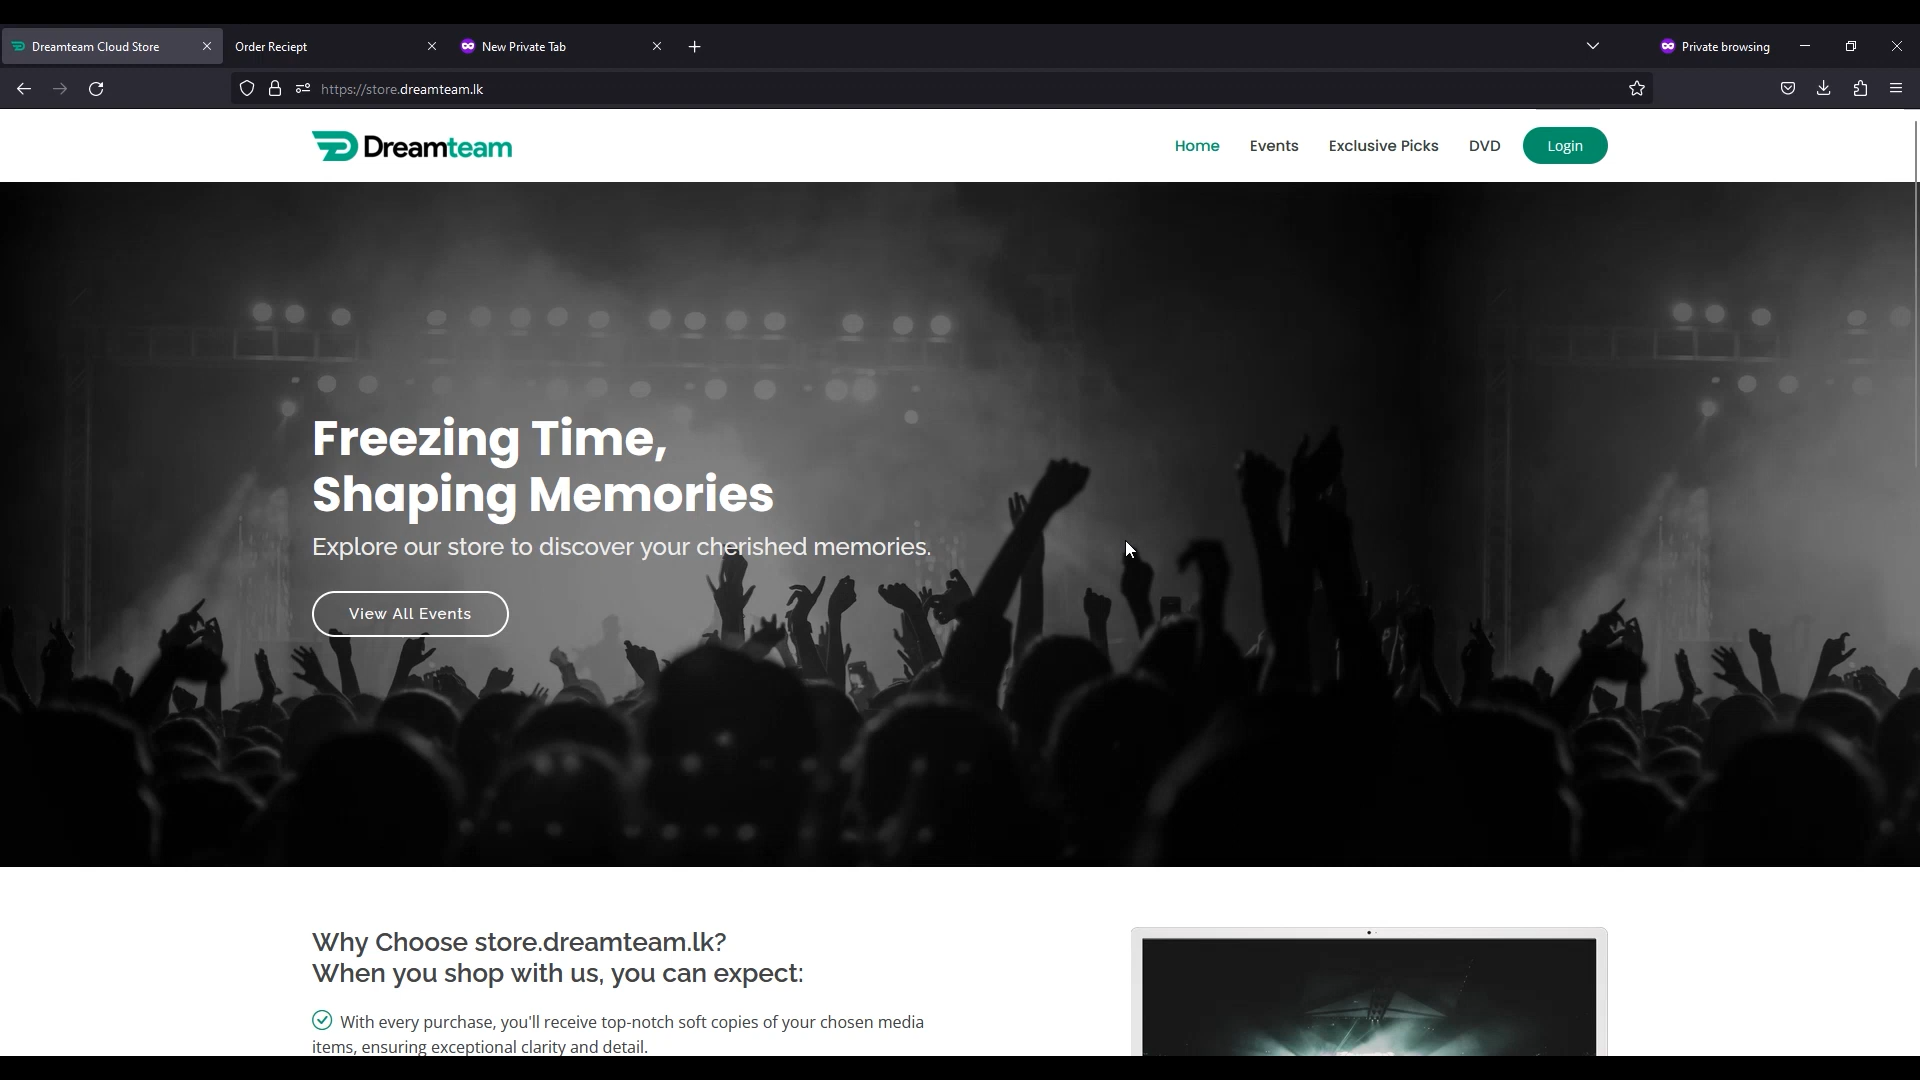 Dreamteam Cloud Store
Order Reciept
New Private Tab
Private browsing
https://store.dreamteam.lk
Dreamteam
Home
Events
Exclusive Picks
DVD
Login
Freezing Time,
Shaping Memories
Explore our store to discover your cherished memories.
View All Events
Why Choose store.dreamteam.lk?
When you shop with us, you can expect:
With every purchase, you'll receive top-notch soft copies of your chosen media
items, ensuring exceptional clarity and detail.